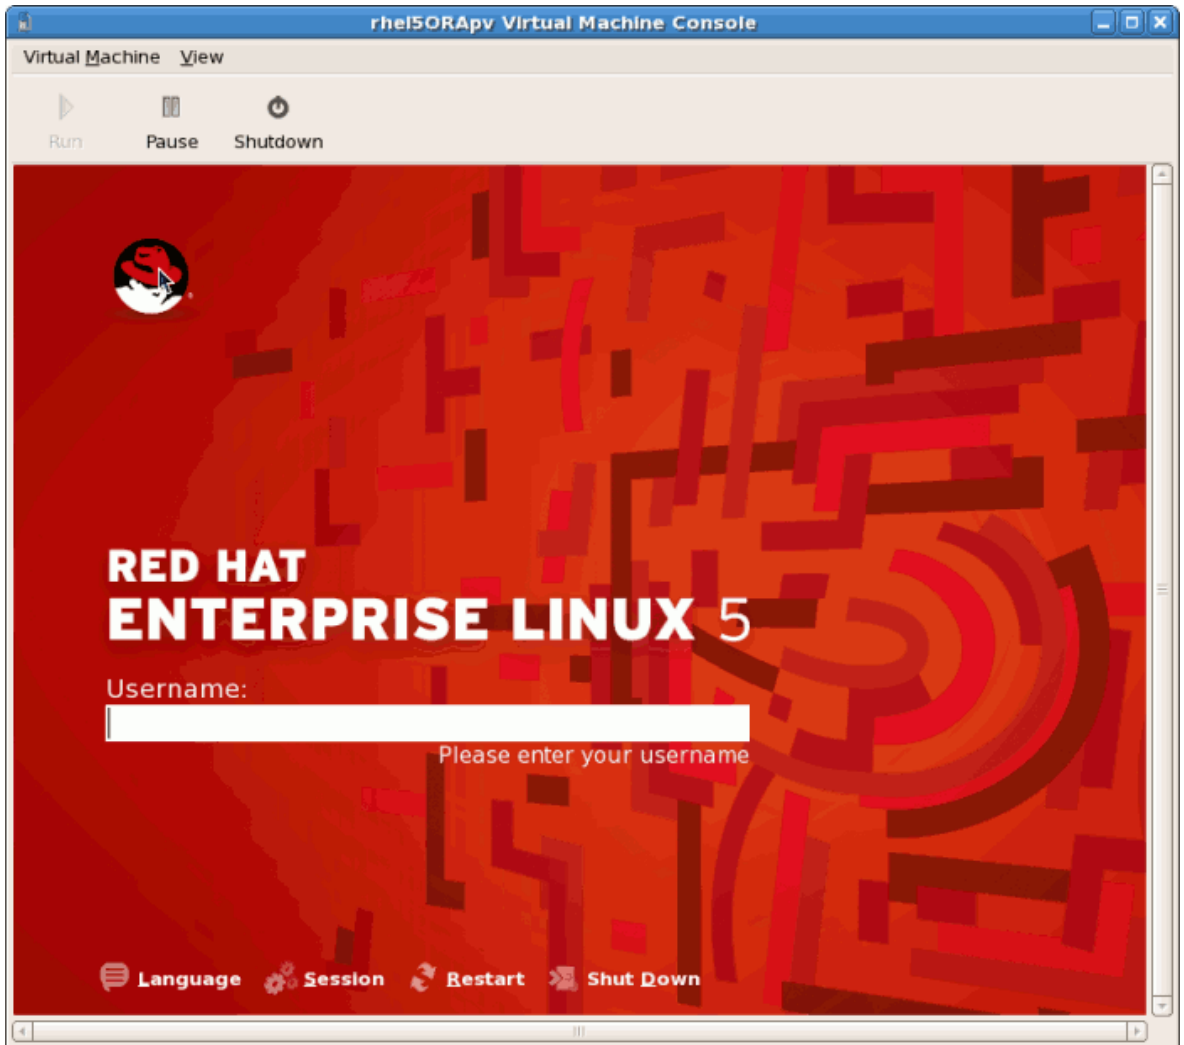 rhel5ORApv Virtual Machine Console
Virtual Machine View
Run Pause Shutdown
RED HAT
ENTERPRISE LINUX 5
Username:
Please enter your username
Language Session Restart Shut Down